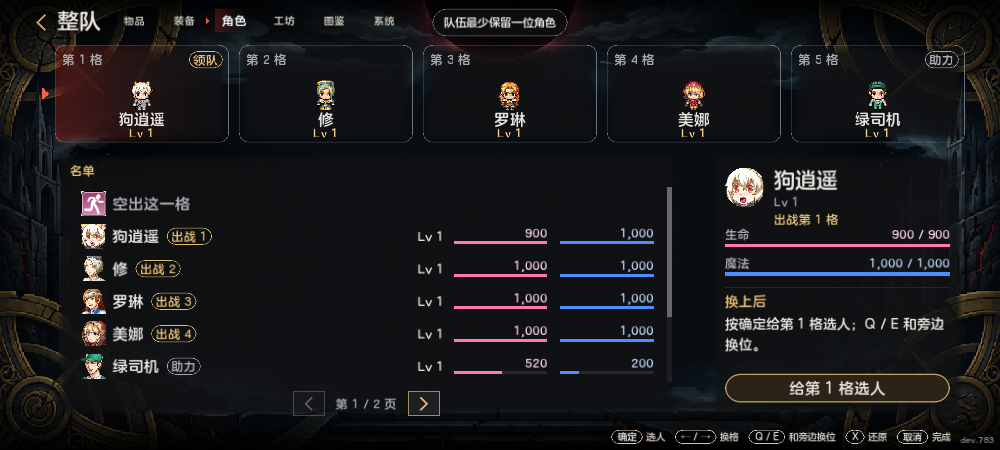 整队 物品 装备 角色 工坊 图鉴 系统 队伍最少保留一位角色
第 1 格 领队 第 2 格 第 3 格 第 4 格 第 5 格 助力
狗逍遥 修 罗琳 美娜 绿司机
Lv 1 Lv 1 Lv 1 Lv 1 Lv 1
名单
空出这一格
狗逍遥 出战 1 Lv 1 900 1,000
修 出战 2 Lv 1 1,000 1,000
罗琳 出战 3 Lv 1 1,000 1,000
美娜 出战 4 Lv 1 1,000 1,000
绿司机 助力 Lv 1 520 200
第 1 / 2 页
狗逍遥
Lv 1
出战第 1 格
生命 900 / 900
魔法 1,000 / 1,000
换上后
按确定给第 1 格选人；Q / E 和旁边
换位。
给第 1 格选人
确定 选人 ←/→ 换格 Q / E 和旁边换位 X 还原 取消 完成 dev.783